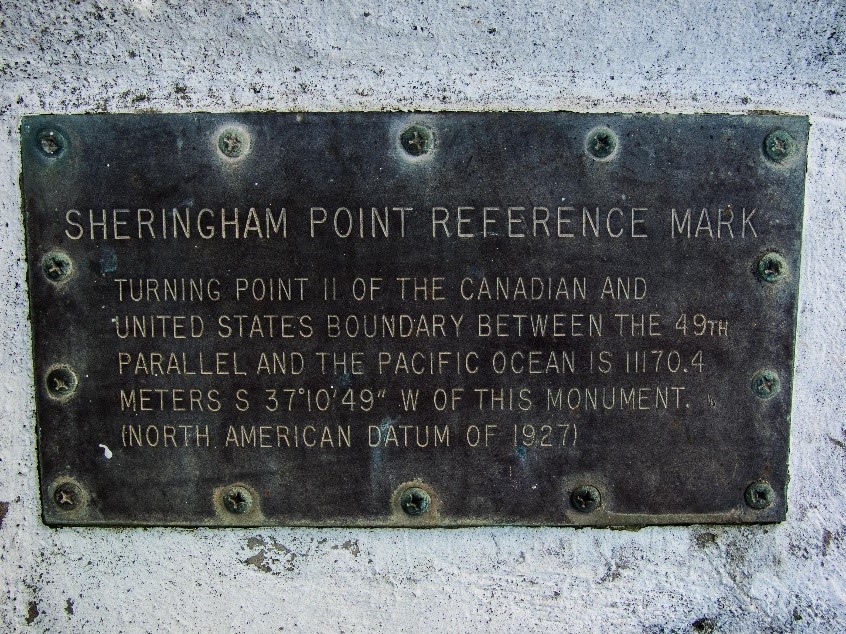 SHERINGHAM POINT REFERENCE MARK
TURNING POINT 11 OF THE CANADIAN AND
UNITED STATES BOUNDARY BETWEEN THE 49TH
PARALLEL AND THE PACIFIC OCEAN IS 11170.4
METERS S 37°10'49" W OF THIS MONUMENT.
(NORTH AMERICAN DATUM OF 1927)